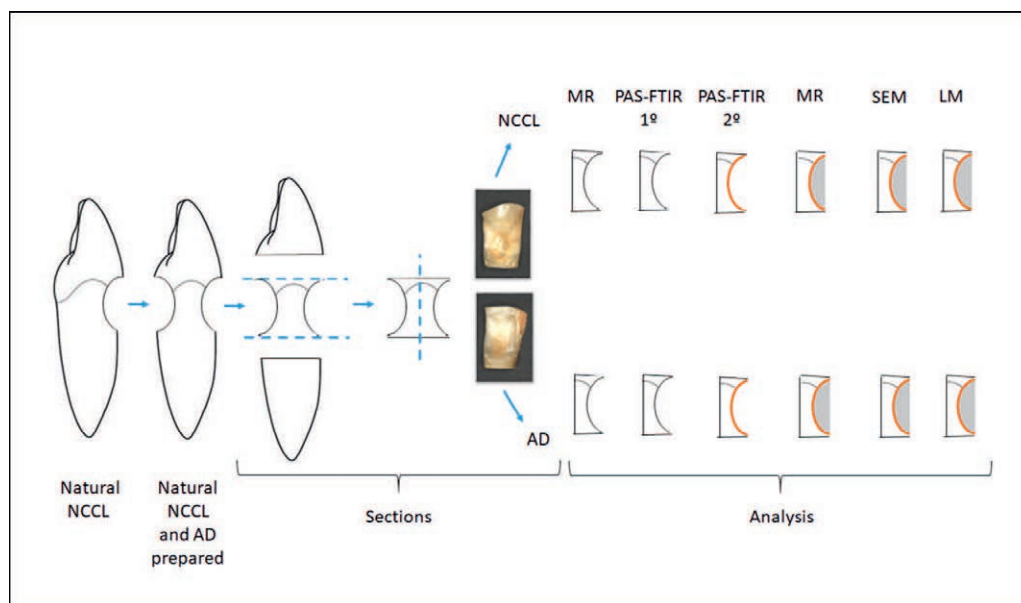 MR PAS-FTIR PAS-FTIR MR SEM LM
1º 2º
NCCL
AD
Natural
NCCL
Natural
NCCL
and AD
prepared
Sections
Analysis